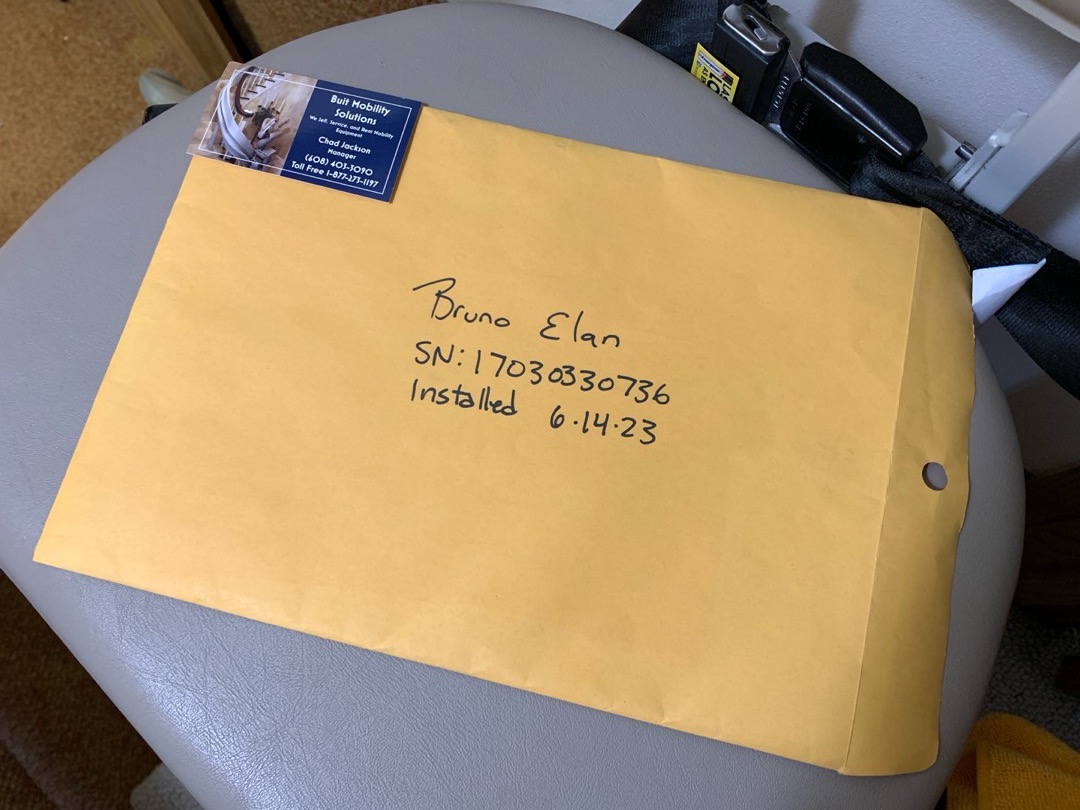 Buit Mobility
Solutions
We Sell, Service, and Rent Mobility
Equipment
Chad Jackson
Manager
(608) 403-3090
Toll Free 1-877-273-1197
Bruno Elan
SN: 17030330736
Installed 6.14.23